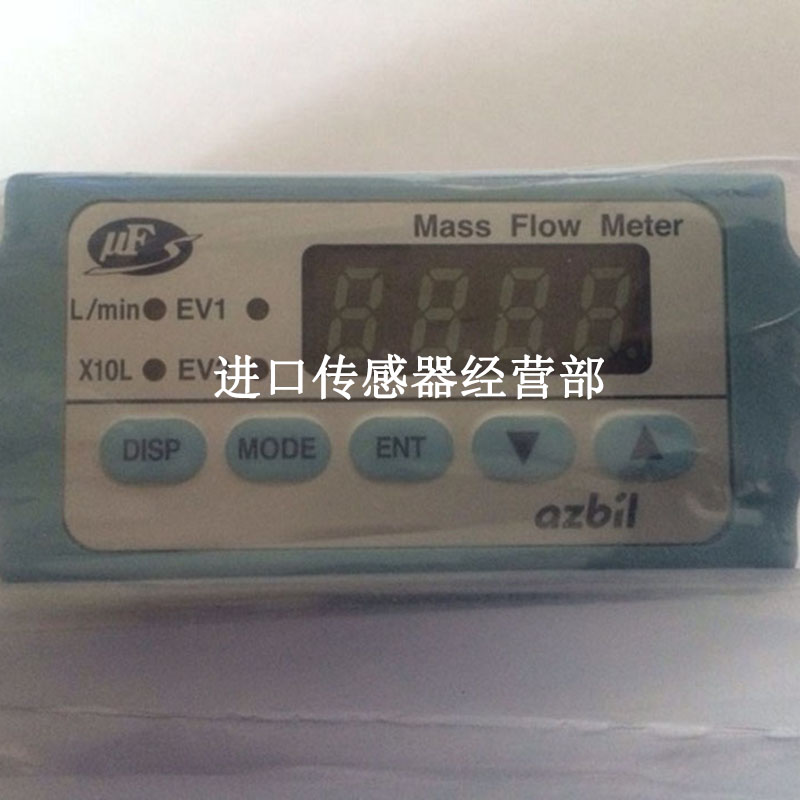 Mass Flow Meter
µF S
L/min EV1
X10L EV
进口传感器经营部
DISP MODE ENT ▼ ▲
azbil